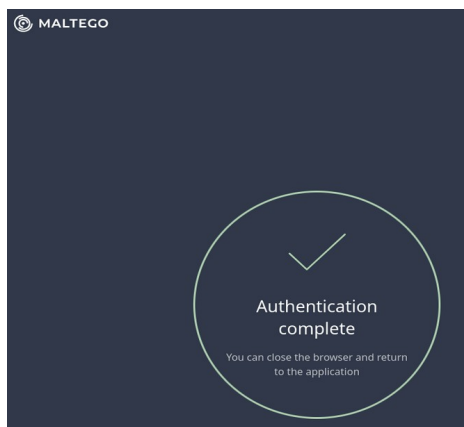 MALTEGO
Authentication
complete
You can close the browser and return
to the application